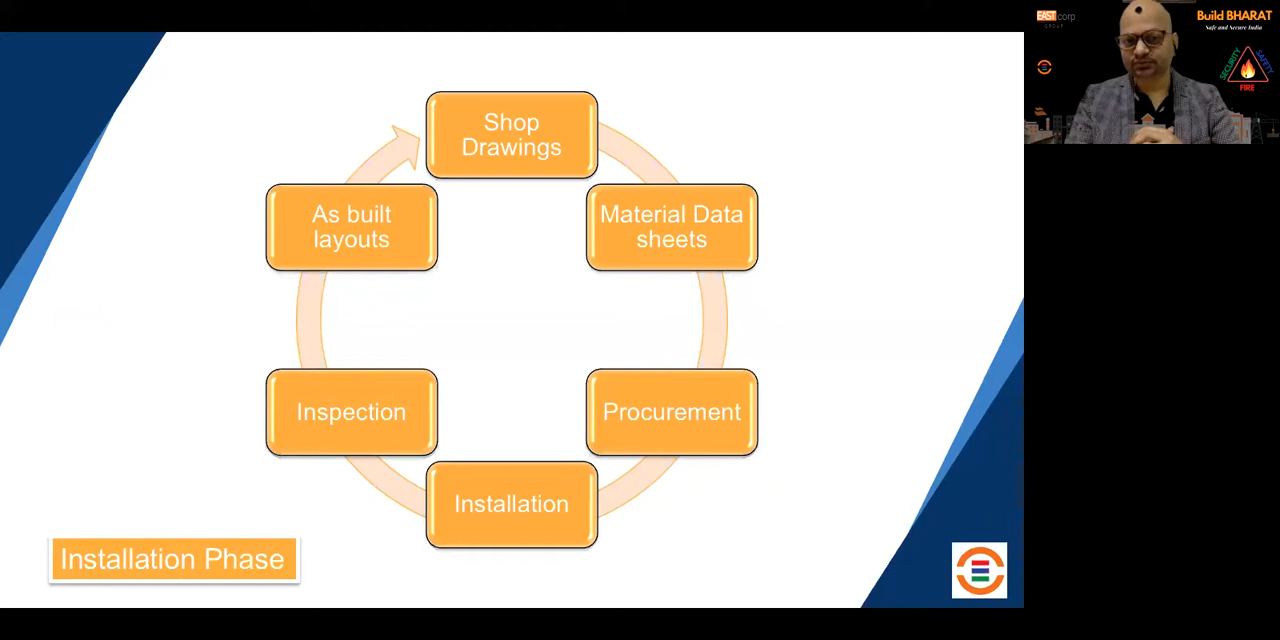 Shop
Drawings
Material Data
sheets
Procurement
Installation
Inspection
As built
layouts
Installation Phase
EAST corp
GROUP
Build BHARAT
Safe and Secure India
SECURITY
SAFETY
FIRE